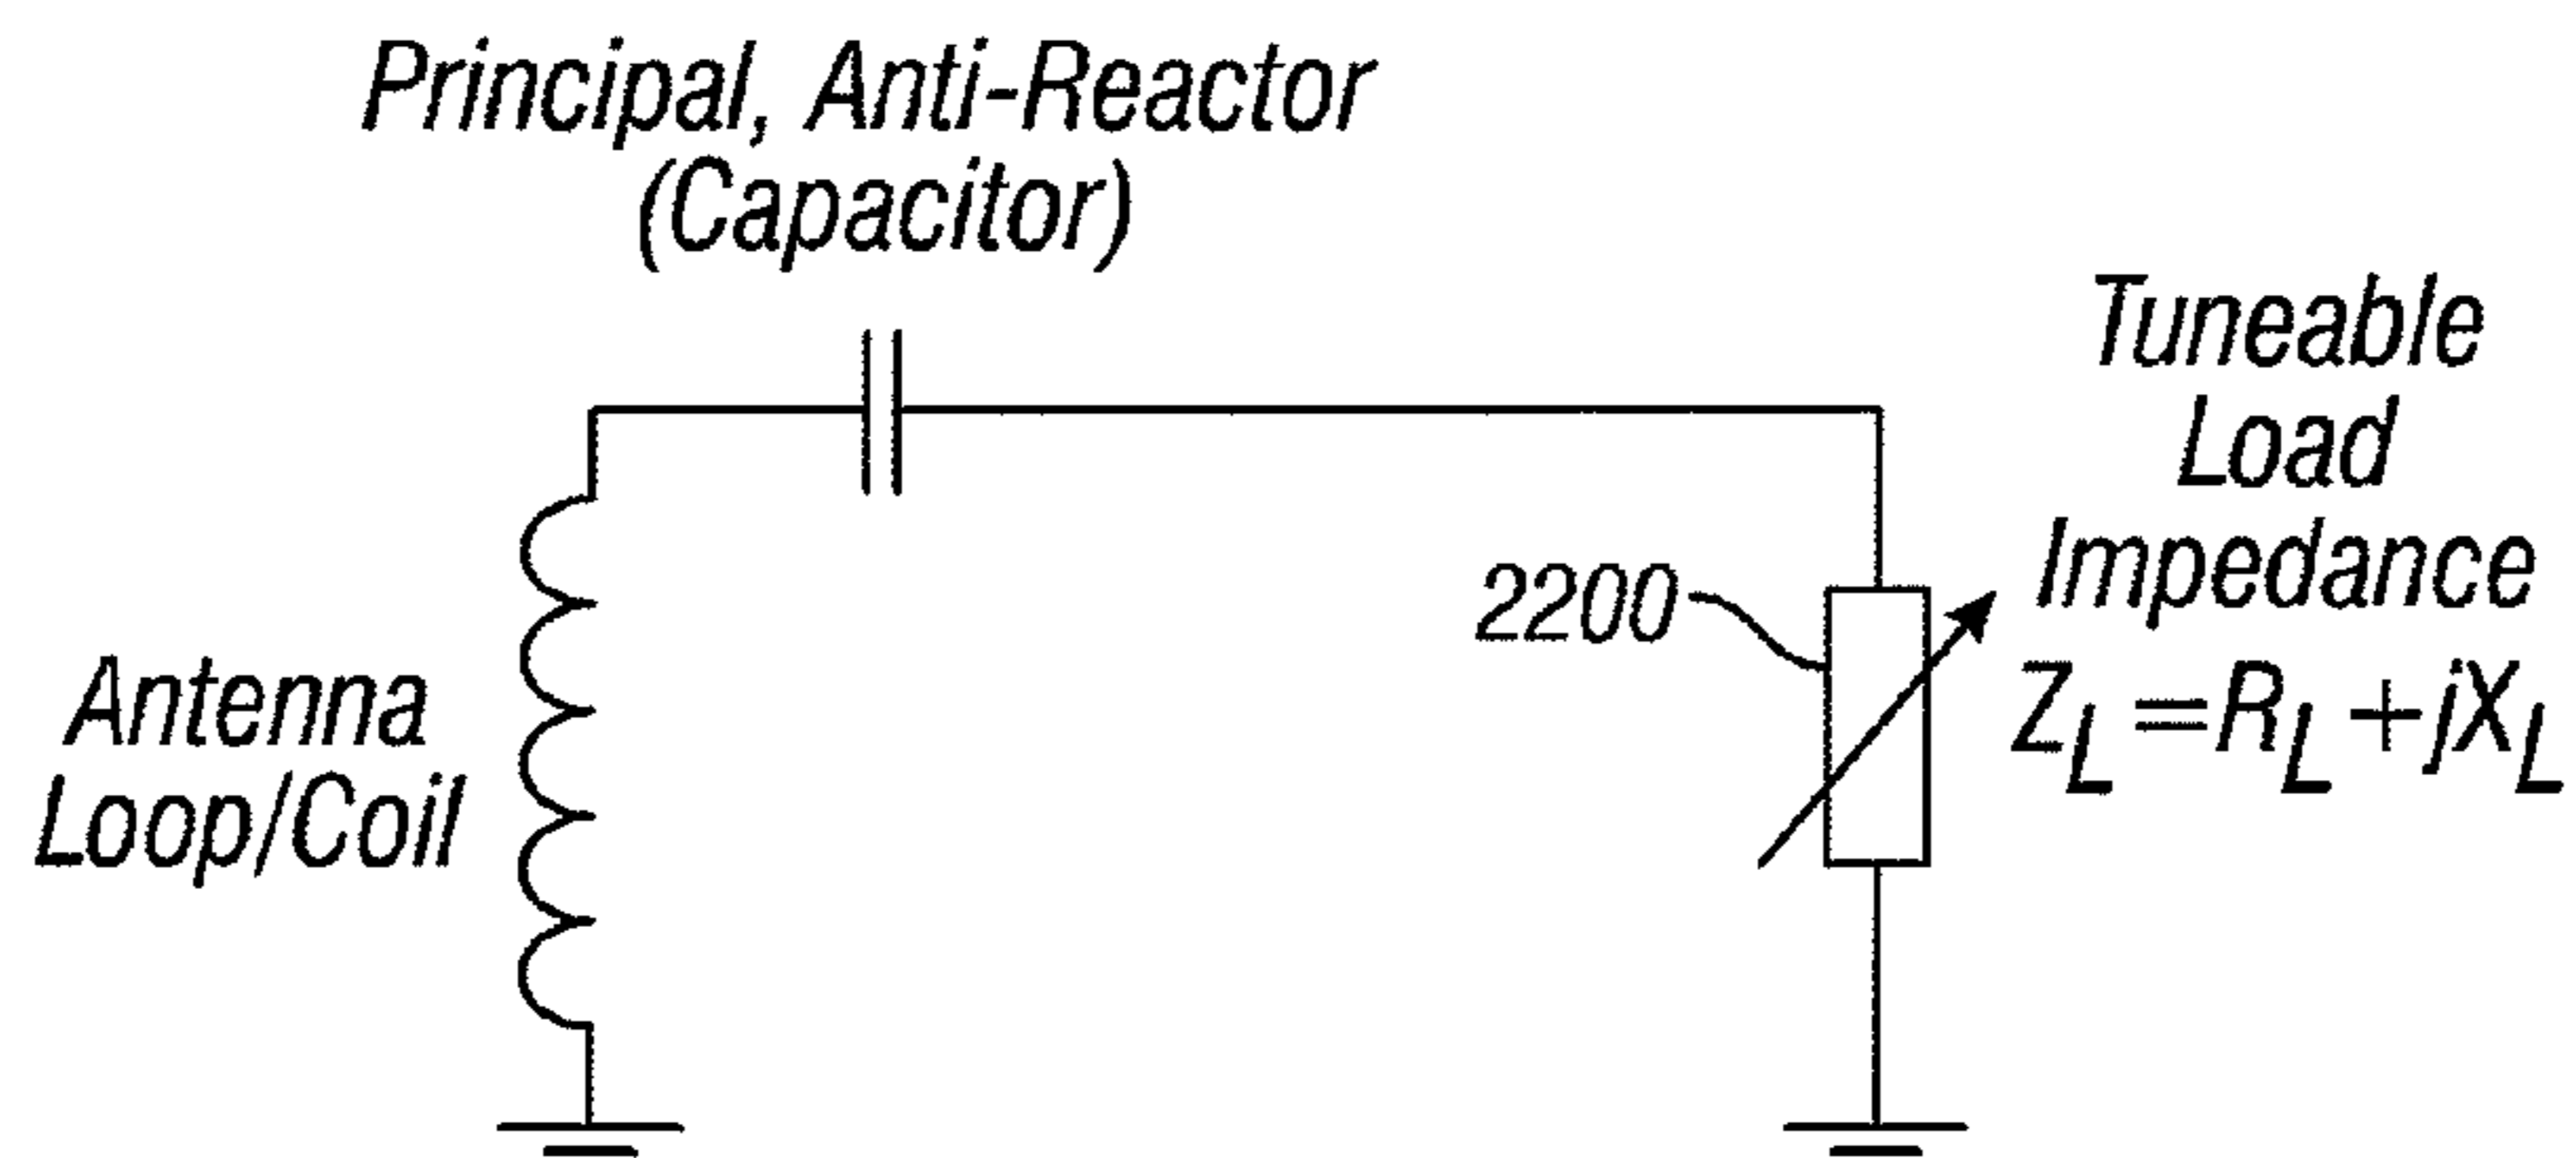 Principal, Anti-Reactor
(Capacitor)
Tuneable
Load
Impedance
Z_L=R_L+jX_L
2200
Antenna
Loop/Coil